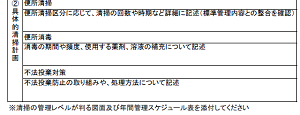 ②具体的清掃計画
便所清掃
便所清掃区分に応じて、清掃の回数や時期など詳細に記述（標準管理内容との整合を確認）
便所消毒
消毒の期間や頻度、使用する薬剤、溶液の補充について記述
不法投棄対策
不法投棄防止の取り組みや、処理方法について記述
※清掃の管理レベルが判る図面及び年間管理スケジュール表を添付してください